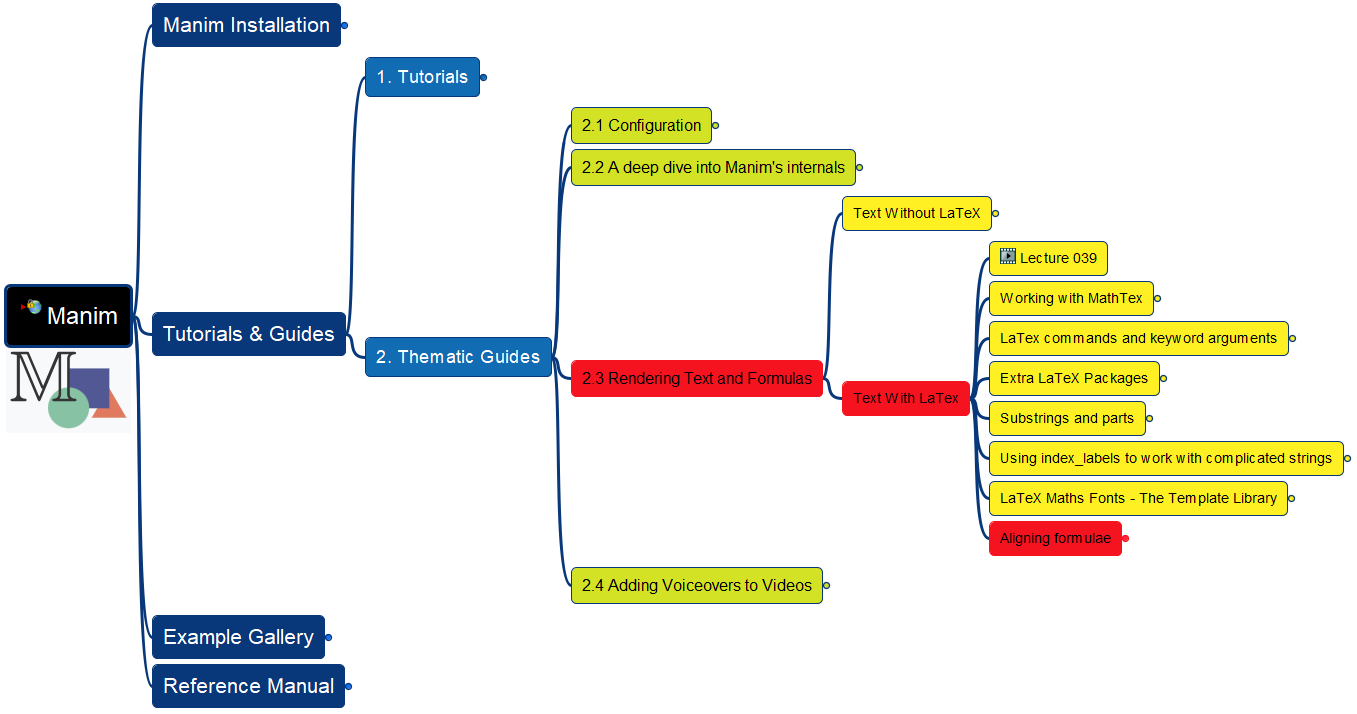 Manim Installation
1. Tutorials
2.1 Configuration
2.2 A deep dive into Manim's internals
Text Without LaTeX
Lecture 039
Working with MathTex
Manim
Tutorials & Guides
LaTex commands and keyword arguments
2. Thematic Guides
2.3 Rendering Text and Formulas
Extra LaTeX Packages
Text With LaTex
Substrings and parts
Using index_labels to work with complicated strings
LaTeX Maths Fonts - The Template Library
Aligning formulae
2.4 Adding Voiceovers to Videos
Example Gallery
Reference Manual
M